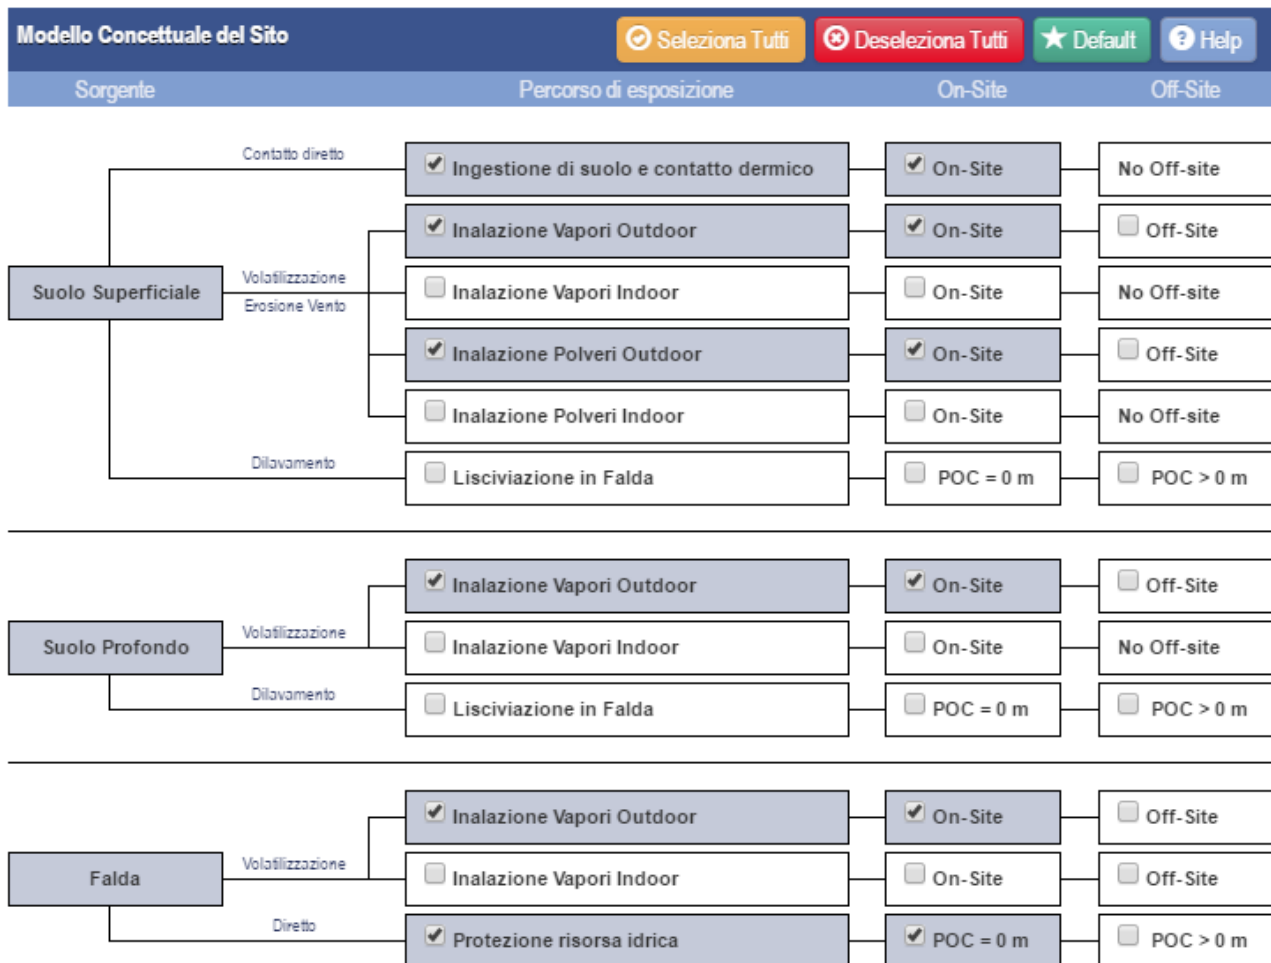 Modello Concettuale del Sito Seleziona Tutti Deseleziona Tutti Default Help
Sorgente Percorso di esposizione On-Site Off-Site
Contatto diretto Ingestione di suolo e contatto dermico On-Site No Off-site
Inalazione Vapori Outdoor On-Site Off-Site
Suolo Superficiale Volatilizzazione Erosione Vento Inalazione Vapori Indoor On-Site No Off-site
Inalazione Polveri Outdoor On-Site Off-Site
Inalazione Polveri Indoor On-Site No Off-site
Dilavamento Lisciviazione in Falda POC = 0 m POC > 0 m
Inalazione Vapori Outdoor On-Site Off-Site
Suolo Profondo Volatilizzazione Inalazione Vapori Indoor On-Site No Off-site
Dilavamento Lisciviazione in Falda POC = 0 m POC > 0 m
Inalazione Vapori Outdoor On-Site Off-Site
Falda Volatilizzazione Inalazione Vapori Indoor On-Site Off-Site
Diretto Protezione risorsa idrica POC = 0 m POC > 0 m